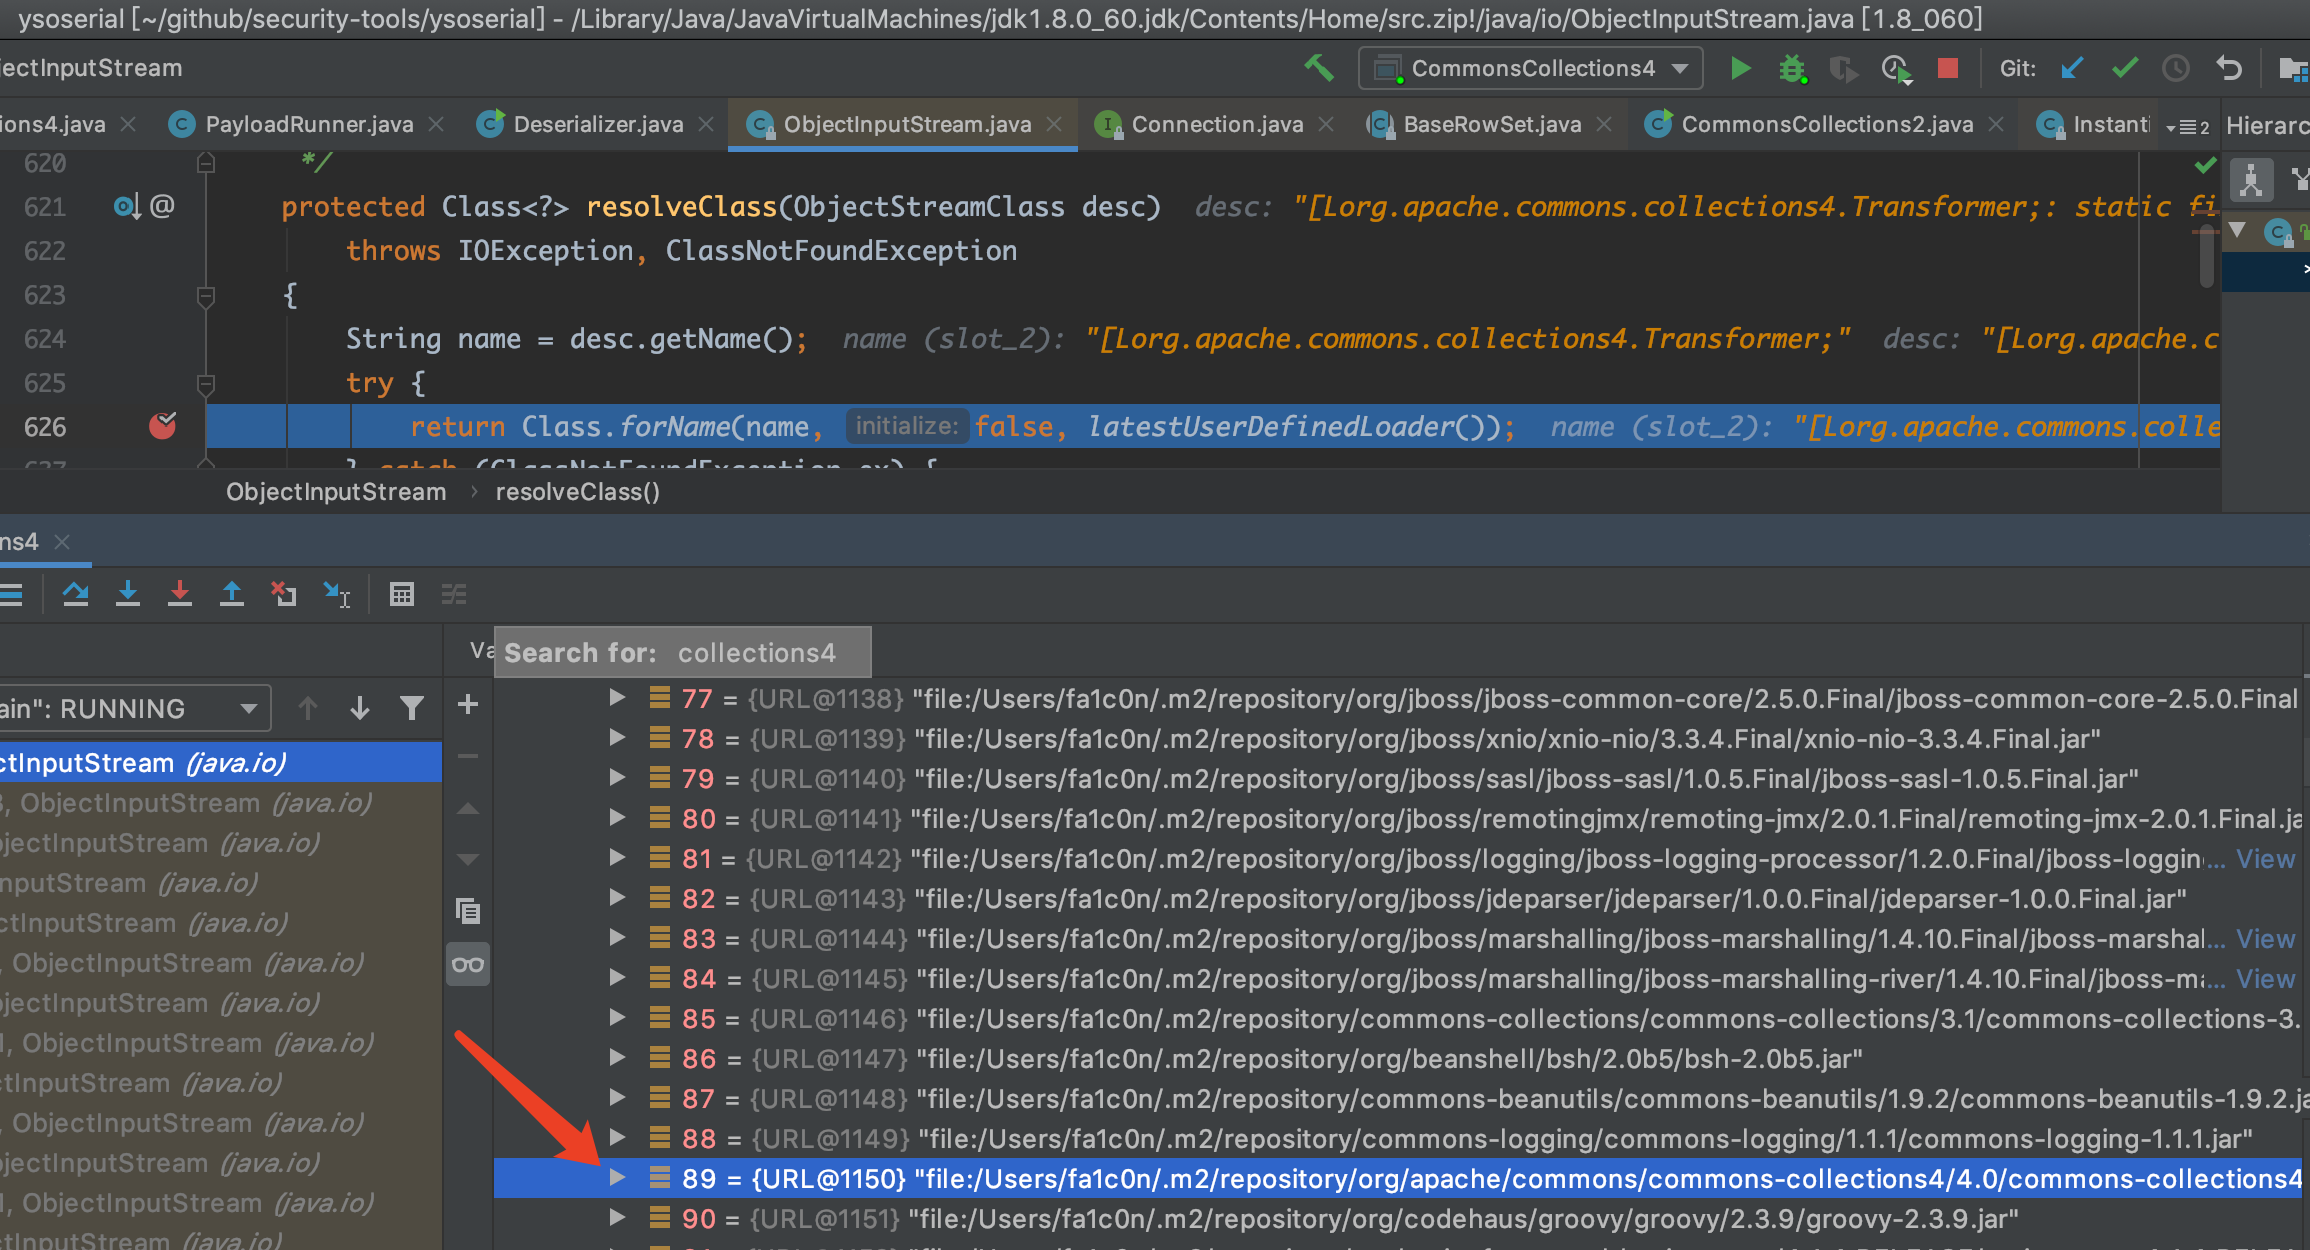 ysoserial [~/github/security-tools/ysoserial] - /Library/Java/JavaVirtualMachines/jdk1.8.0_60.jdk/Contents/Home/src.zip!/java/io/ObjectInputStream.java [1.8_060]
jectInputStream
CommonsCollections4
Git:
ions4.java
PayloadRunner.java
Deserializer.java
ObjectInputStream.java
Connection.java
BaseRowSet.java
CommonsCollections2.java
Instanti
2
Hierarc
620 */
621 @ protected Class<?> resolveClass(ObjectStreamClass desc) desc: "[Lorg.apache.commons.collections4.Transformer;: static fi
622 throws IOException, ClassNotFoundException
623 {
624 String name = desc.getName(); name (slot_2): "[Lorg.apache.commons.collections4.Transformer;" desc: "[Lorg.apache.c
625 try {
626 return Class.forName(name, initialize: false, latestUserDefinedLoader()); name (slot_2): "[Lorg.apache.commons.colle
627 } catch (ClassNotFoundException ex) {
ObjectInputStream › resolveClass()
ns4
Va
Search for: collections4
ain": RUNNING
ctInputStream (java.io)
, ObjectInputStream (java.io)
bjectInputStream (java.io)
InputStream (java.io)
ectInputStream (java.io)
, ObjectInputStream (java.io)
bjectInputStream (java.io)
, ObjectInputStream (java.io)
ctInputStream (java.io)
, ObjectInputStream (java.io)
bjectInputStream (java.io)
, ObjectInputStream (java.io)
ectInputStream (java.io)
77 = {URL@1138} "file:/Users/fa1c0n/.m2/repository/org/jboss/jboss-common-core/2.5.0.Final/jboss-common-core-2.5.0.Final
78 = {URL@1139} "file:/Users/fa1c0n/.m2/repository/org/jboss/xnio/xnio-nio/3.3.4.Final/xnio-nio-3.3.4.Final.jar"
79 = {URL@1140} "file:/Users/fa1c0n/.m2/repository/org/jboss/sasl/jboss-sasl/1.0.5.Final/jboss-sasl-1.0.5.Final.jar"
80 = {URL@1141} "file:/Users/fa1c0n/.m2/repository/org/jboss/remotingjmx/remoting-jmx/2.0.1.Final/remoting-jmx-2.0.1.Final.ja
81 = {URL@1142} "file:/Users/fa1c0n/.m2/repository/org/jboss/logging/jboss-logging-processor/1.2.0.Final/jboss-loggin... View
82 = {URL@1143} "file:/Users/fa1c0n/.m2/repository/org/jboss/jdeparser/jdeparser/1.0.0.Final/jdeparser-1.0.0.Final.jar"
83 = {URL@1144} "file:/Users/fa1c0n/.m2/repository/org/jboss/marshalling/jboss-marshalling/1.4.10.Final/jboss-marshal... View
84 = {URL@1145} "file:/Users/fa1c0n/.m2/repository/org/jboss/marshalling/jboss-marshalling-river/1.4.10.Final/jboss-ma... View
85 = {URL@1146} "file:/Users/fa1c0n/.m2/repository/commons-collections/commons-collections/3.1/commons-collections-3.
86 = {URL@1147} "file:/Users/fa1c0n/.m2/repository/org/beanshell/bsh/2.0b5/bsh-2.0b5.jar"
87 = {URL@1148} "file:/Users/fa1c0n/.m2/repository/commons-beanutils/commons-beanutils/1.9.2/commons-beanutils-1.9.2.ja
88 = {URL@1149} "file:/Users/fa1c0n/.m2/repository/commons-logging/commons-logging/1.1.1/commons-logging-1.1.1.jar"
89 = {URL@1150} "file:/Users/fa1c0n/.m2/repository/org/apache/commons/commons-collections4/4.0/commons-collections4
90 = {URL@1151} "file:/Users/fa1c0n/.m2/repository/org/codehaus/groovy/groovy/2.3.9/groovy-2.3.9.jar"